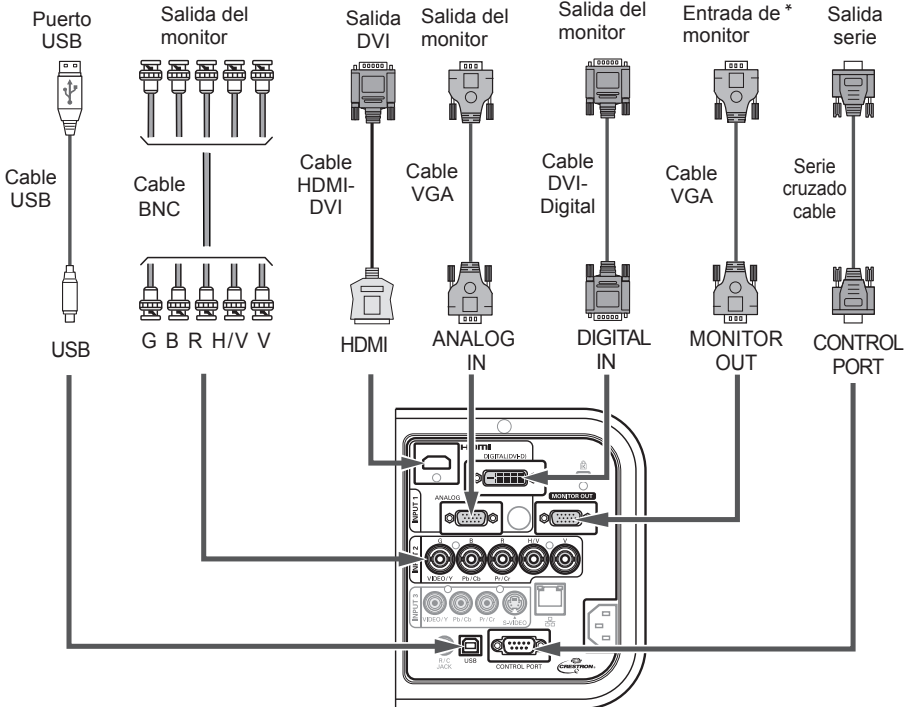 Puerto
USB
Salida del
monitor
Salida
DVI
Salida del
monitor
Salida del
monitor
Entrada de *
monitor
Salida
serie
Cable
USB
Cable
BNC
Cable
HDMI-
DVI
Cable
VGA
Cable
DVI-
Digital
Cable
VGA
Serie
cruzado
cable
USB
G B R H/V V
HDMI
ANALOG
IN
DIGITAL
IN
MONITOR
OUT
CONTROL
PORT
HDMI
DIGITAL(DVI-D)
INPUT 1
ANALOG
MONITOR OUT
INPUT 2
G B R H/V V
VIDEO/Y Pb/Cb Pr/Cr
INPUT 3
VIDEO/Y Pb/Cb Pr/Cr S-VIDEO
R/C
JACK
USB
CONTROL PORT
CRESTRON